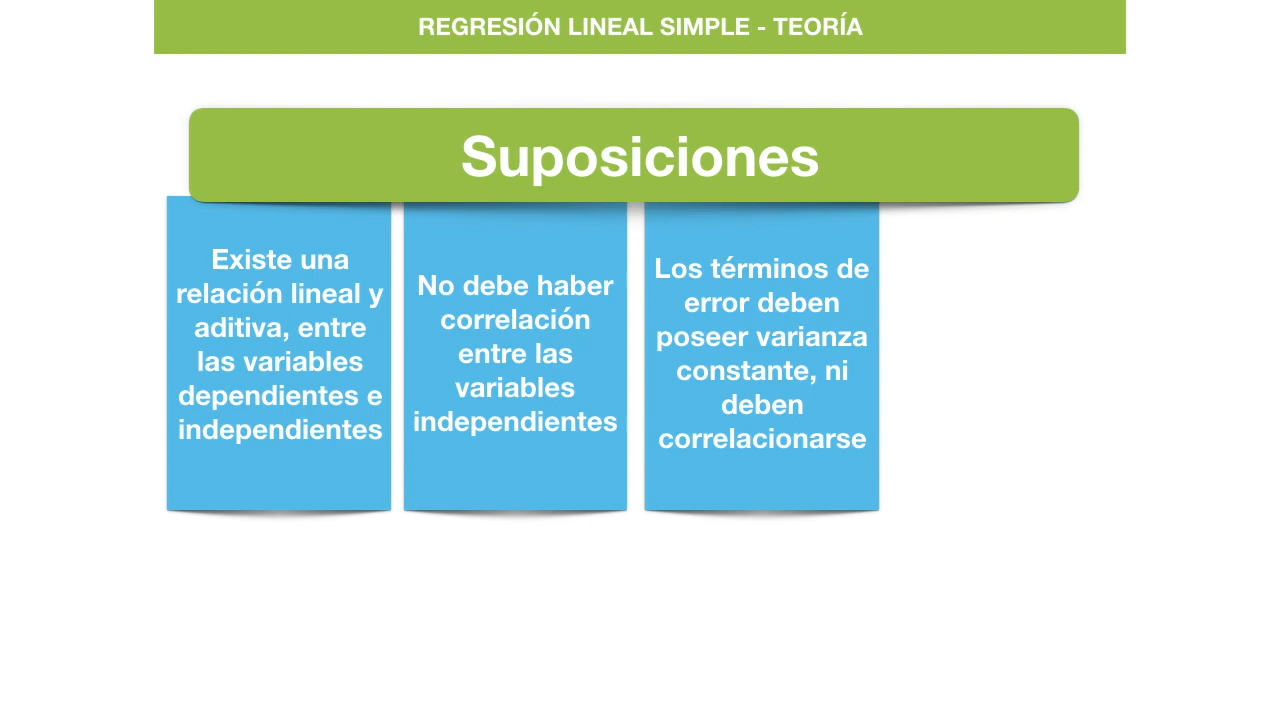 REGRESIÓN LINEAL SIMPLE - TEORÍA
Suposiciones
Existe una
relación lineal y
aditiva, entre
las variables
dependientes e
independientes
No debe haber
correlación
entre las
variables
independientes
Los términos de
error deben
poseer varianza
constante, ni
deben
correlacionarse